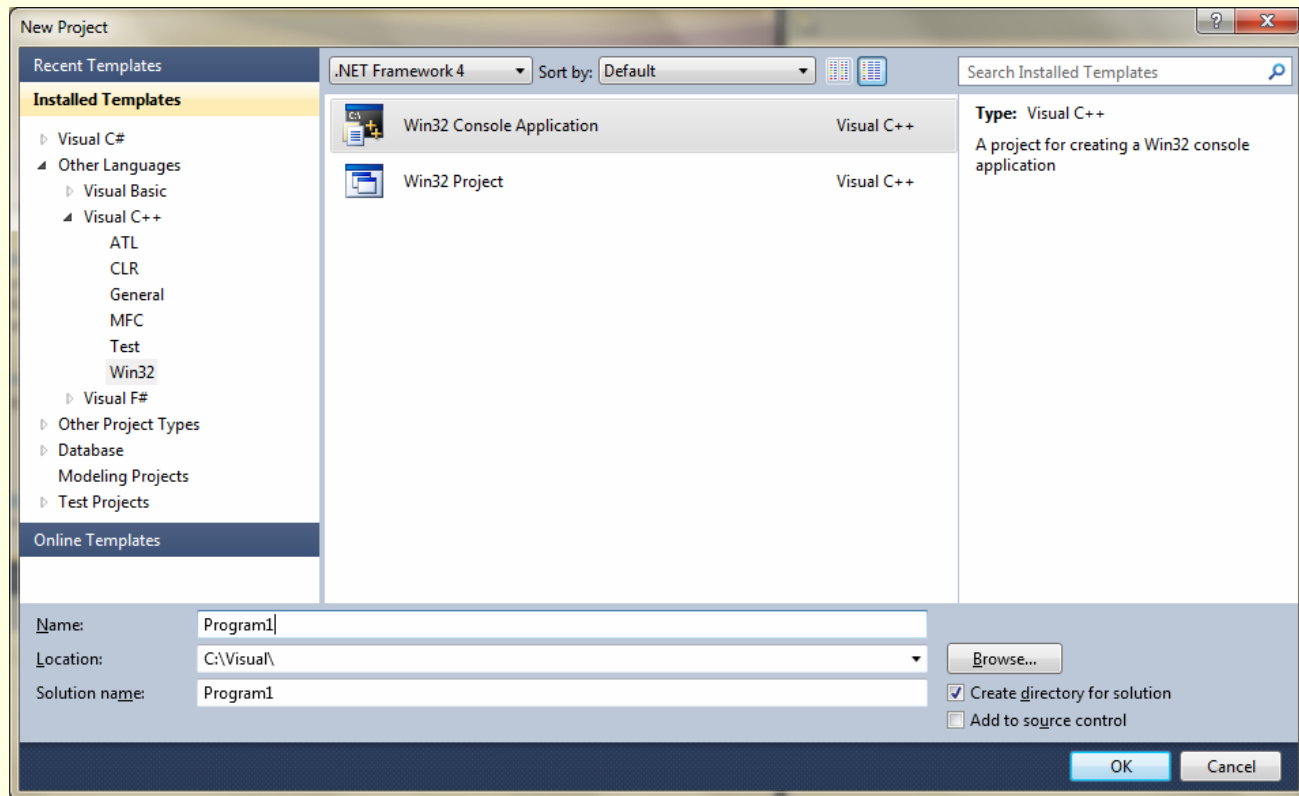 New Project
Recent Templates
Installed Templates
Visual C#
Other Languages
Visual Basic
Visual C++
ATL
CLR
General
MFC
Test
Win32
Visual F#
Other Project Types
Database
Modeling Projects
Test Projects
Online Templates
.NET Framework 4 Sort by: Default
Win32 Console Application Visual C++
Win32 Project Visual C++
Search Installed Templates
Type: Visual C++
A project for creating a Win32 console
application
Name: Program1
Location: C:\Visual\ Browse...
Solution name: Program1
Create directory for solution
Add to source control
OK Cancel